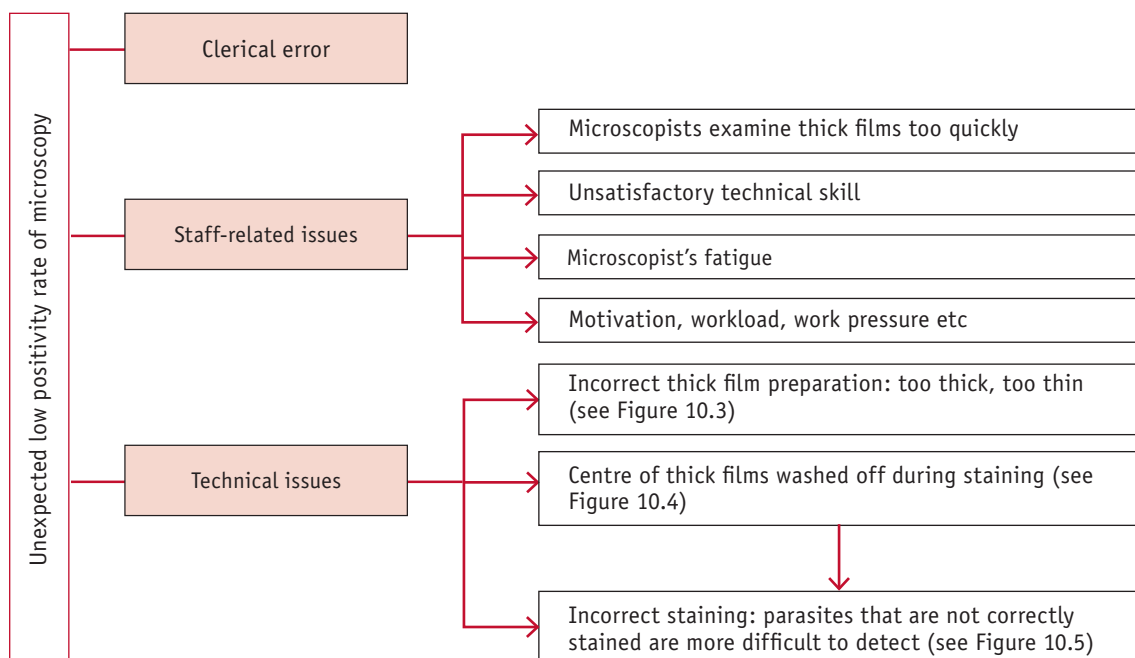 Unexpected low positivity rate of microscopy
Clerical error
Staff-related issues
Microscopists examine thick films too quickly
Unsatisfactory technical skill
Microscopist's fatigue
Motivation, workload, work pressure etc
Technical issues
Incorrect thick film preparation: too thick, too thin
(see Figure 10.3)
Centre of thick films washed off during staining (see
Figure 10.4)
Incorrect staining: parasites that are not correctly
stained are more difficult to detect (see Figure 10.5)